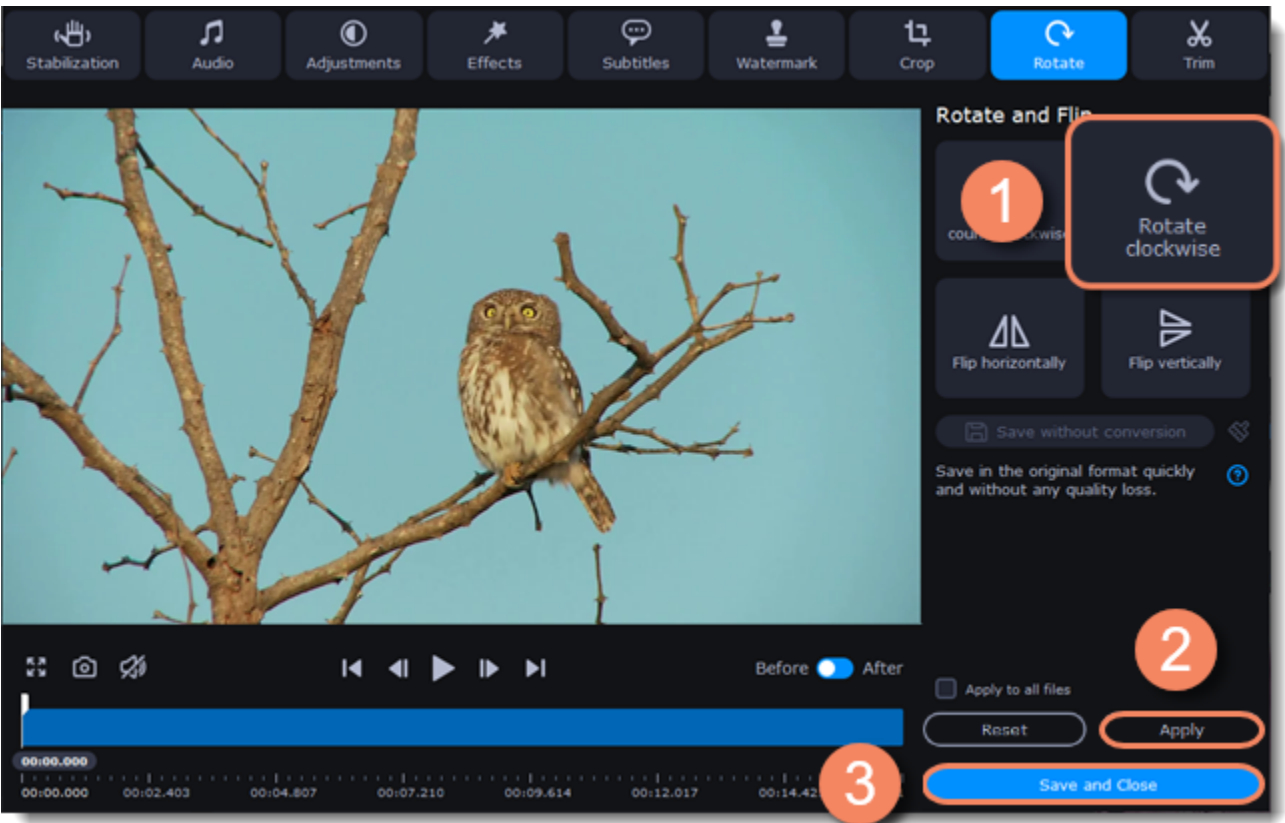 Stabilization
Audio
Adjustments
Effects
Subtitles
Watermark
Crop
Rotate
Trim
Rotate and Flip
1
Rotate
clockwise
Flip horizontally
Flip vertically
Save without conversion
Save in the original format quickly
and without any quality loss.
?
2
Before
After
Apply to all files
Reset
Apply
00:00.000
3
Save and Close
00:00.000 00:02.403 00:04.807 00:07.210 00:09.614 00:12.017